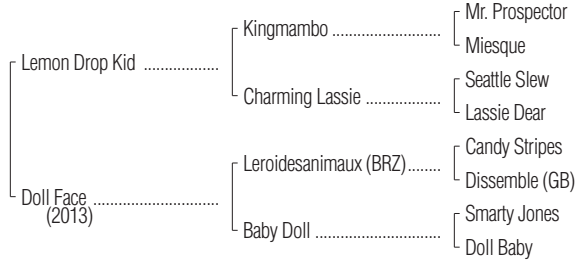 Mr. Prospector
Kingmambo ....................
Miesque
Lemon Drop Kid ..............
Seattle Slew
Charming Lassie ..............
Lassie Dear
Candy Stripes
Leroidesanimaux (BRZ)......
Dissemble (GB)
Doll Face .......................
(2013)
Smarty Jones
Baby Doll .......................
Doll Baby